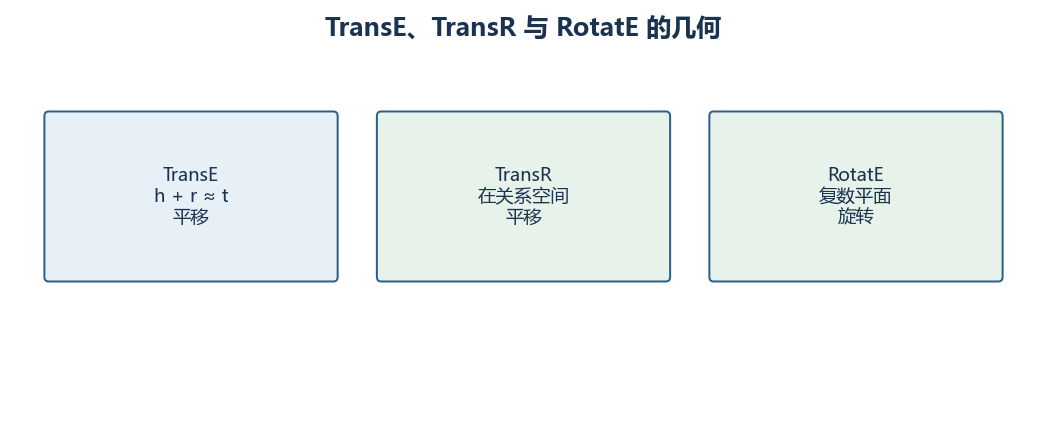 TransE、TransR 与 RotatE 的几何
TransE
h + r ≈ t
平移
TransR
在关系空间
平移
RotatE
复数平面
旋转